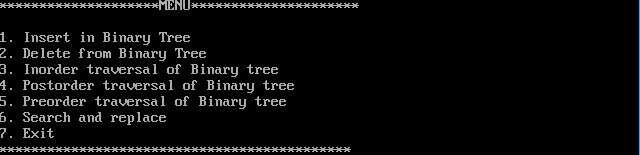 ********************MENU*********************
1. Insert in Binary Tree
2. Delete from Binary Tree
3. Inorder traversal of Binary tree
4. Postorder traversal of Binary tree
5. Preorder traversal of Binary tree
6. Search and replace
7. Exit
********************************************